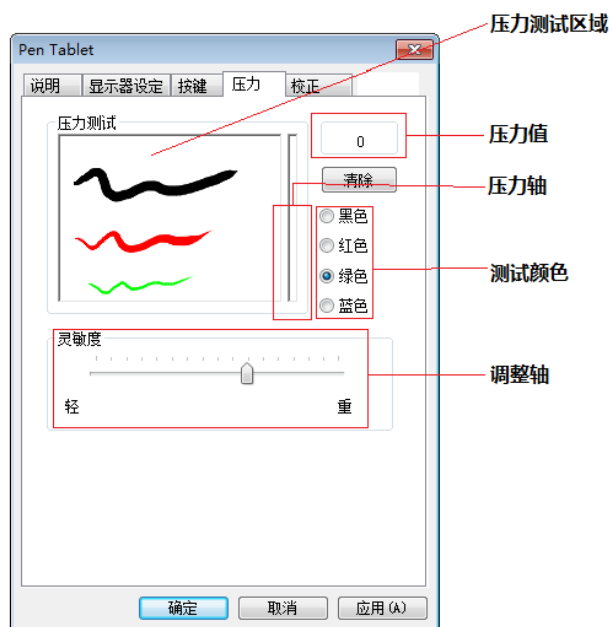 压力测试区域
Pen Tablet
说明 显示器设定 按键 压力 校正
压力测试
0
压力值
清除
压力轴
黑色
红色
绿色
测试颜色
蓝色
灵敏度
调整轴
轻 重
确定 取消 应用(A)